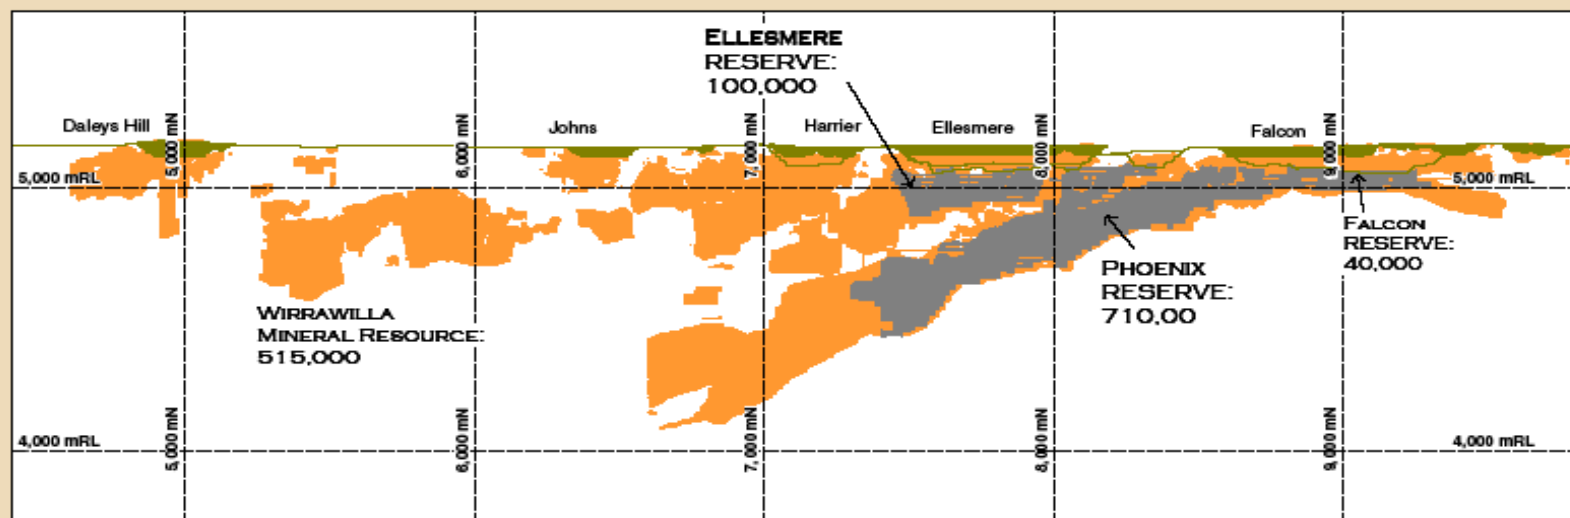 ELLESMERE
RESERVE:
100,000
Daleys Hill
Johns
Harrier
Ellesmere
Falcon
5,000 mN
6,000 mN
7,000 mN
8,000 mN
9,000 mN
5,000 mRL
5,000 mRL
FALCON
RESERVE:
40,000
PHOENIX
RESERVE:
710,00
WIRRAWILLA
MINERAL RESOURCE:
515,000
4,000 mRL
4,000 mRL
5,000 mN
6,000 mN
7,000 mN
8,000 mN
9,000 mN